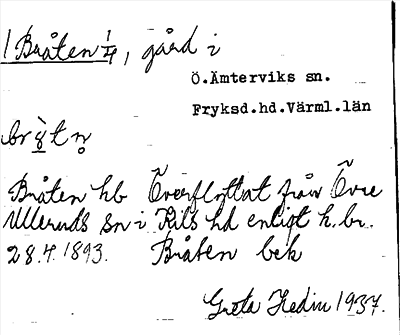 Bråten 1/4, gård i
Ö.Ämterviks sn.
Fryksd.hd.Värml.län
Bråten hb Överflyttat från Övre
Ulleruds sn i Kils hd enligt h.br.
28.4.1893. Bråten bek
Greta Hedin 1937.